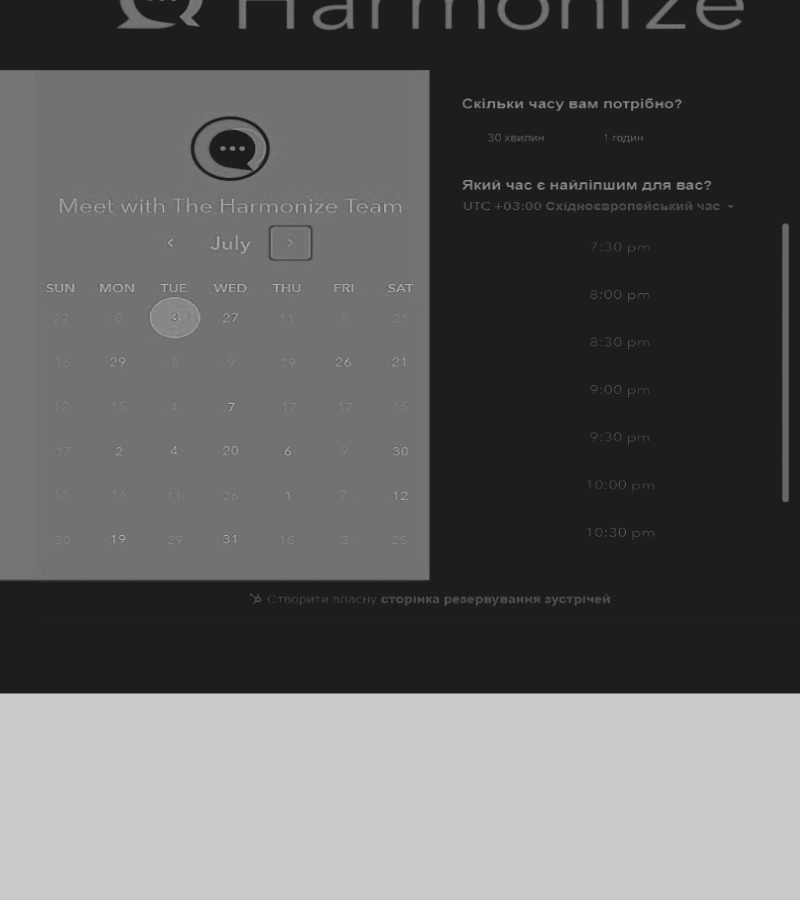 Harmonize
Meet with The Harmonize Team
July
SUN MON TUE WED THU FRI SAT
27 8 3 27 11 8 21
16 29 8 9 29 26 21
12 15 4 7 17 17 15
17 2 4 20 6 9 30
13 16 11 26 1 7 12
30 19 29 31 18 3 25
Скільки часу вам потрібно?
30 хвилин 1 годин
Який час є найліпшим для вас?
UTC +03:00 Східноєвропейський час
7:30 pm
8:00 pm
8:30 pm
9:00 pm
9:30 pm
10:00 pm
10:30 pm
Створити власну сторінка резервування зустрічей